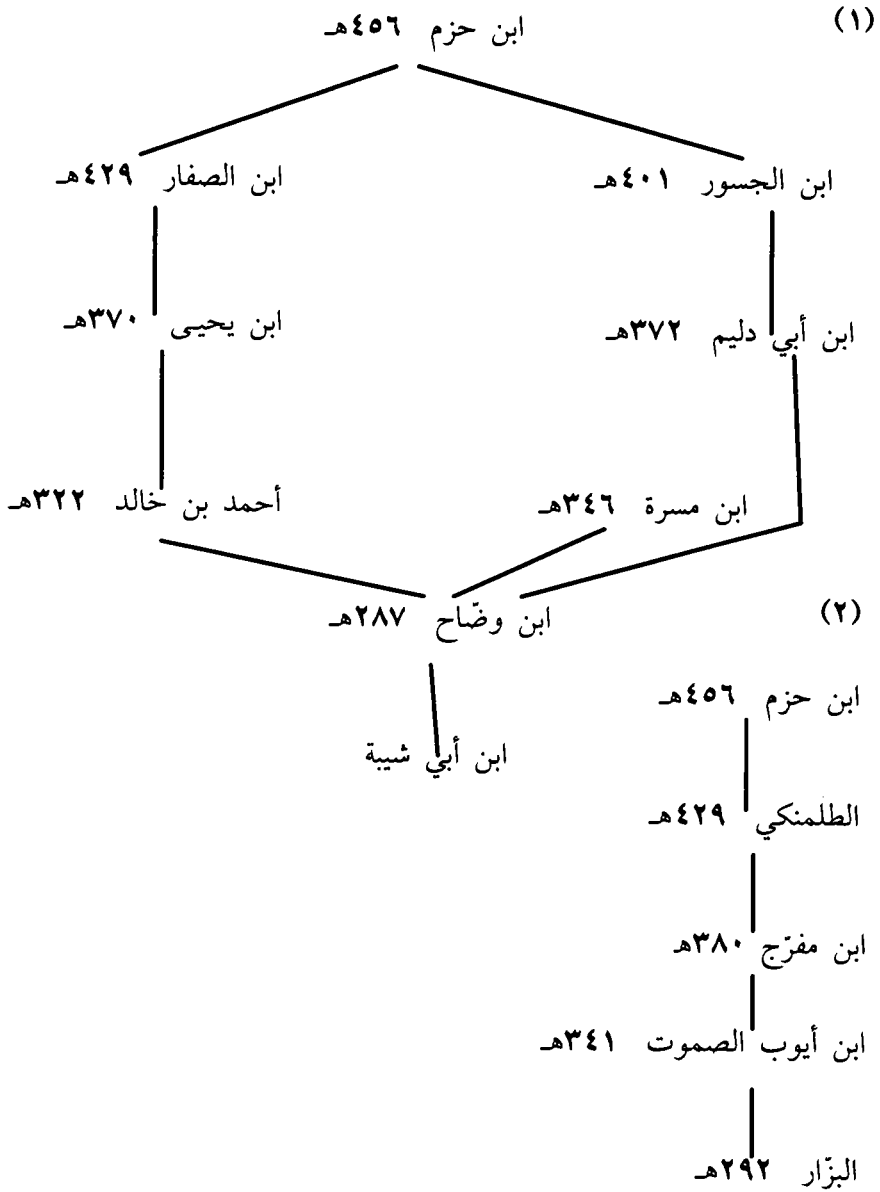 (١)
ابن حزم ٤٥٦هـ
ابن الجسور ٤٠١هـ
ابن الصفار ٤٢٩هـ
ابن أبي دليم ٣٧٢هـ
ابن يحيى ٣٧٠هـ
ابن مسرة ٣٤٦هـ
أحمد بن خالد ٣٢٢هـ
ابن وضّاح ٢٨٧هـ
ابن أبي شيبة
(٢)
ابن حزم ٤٥٦هـ
الطلمنكي ٤٢٩هـ
ابن مفرّج ٣٨٠هـ
ابن أيوب الصموت ٣٤١هـ
البزّار ٢٩٢هـ